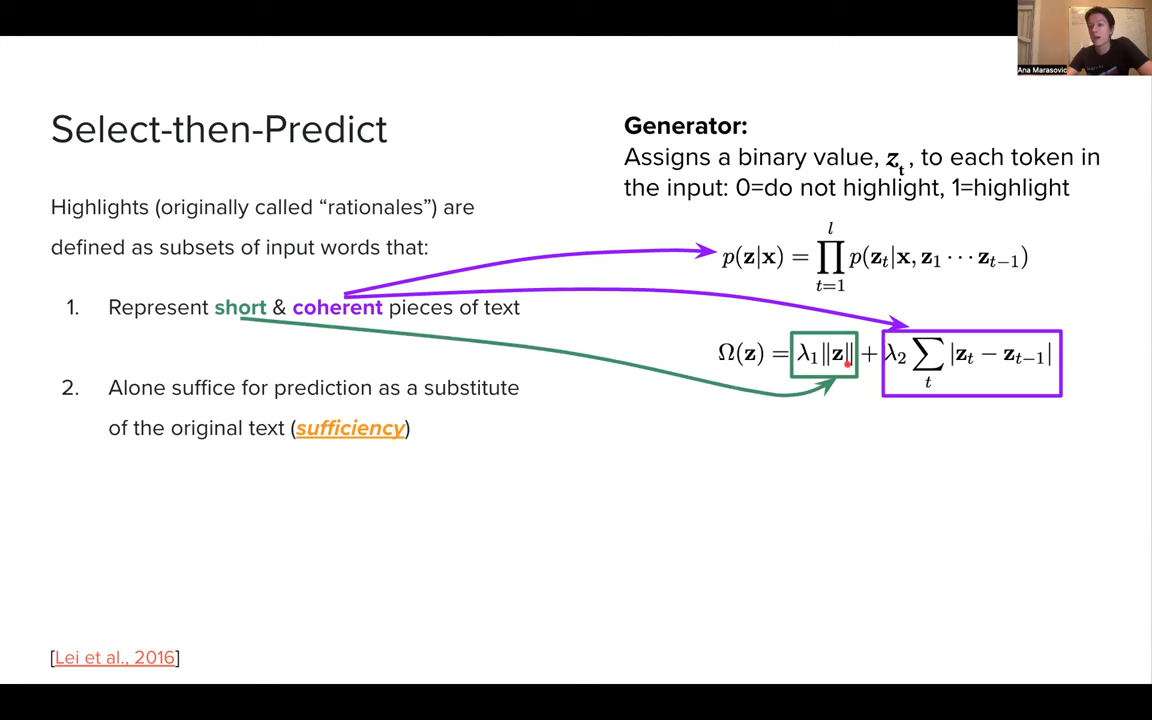 Ana Marasovic
Select-then-Predict
Highlights (originally called “rationales”) are
defined as subsets of input words that:
1. Represent short & coherent pieces of text
2. Alone suffice for prediction as a substitute
of the original text (sufficiency)
[Lei et al., 2016]
Generator:
Assigns a binary value, z_t, to each token in
the input: 0=do not highlight, 1=highlight
p(z|x) = ∏_{t=1}^{l} p(z_t|x, z_1 ⋯ z_{t−1})
Ω(z) = λ_1‖z‖ + λ_2 ∑_t |z_t − z_{t−1}|